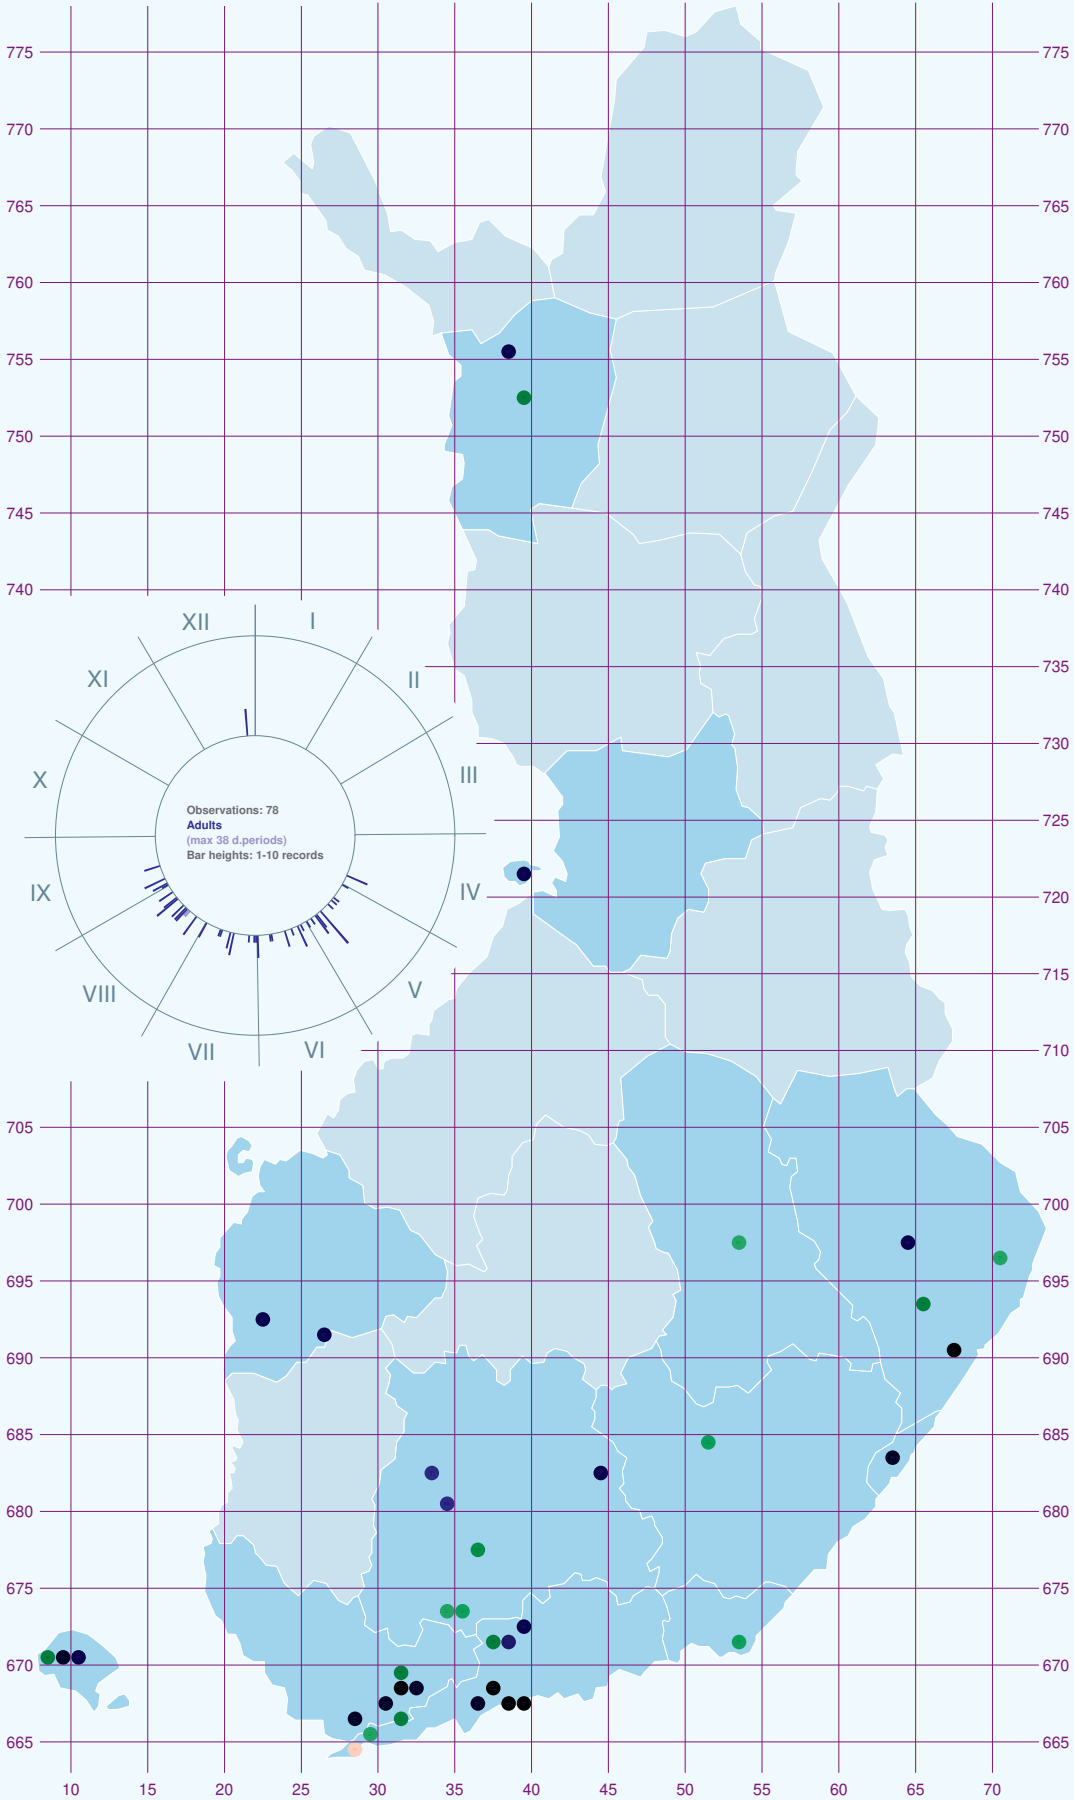 775 775
770 770
765 765
760 760
755 755
750 750
745 745
740 740
XII I
XI II
735
730
X III
Observations: 78
Adults
(max 38 d.periods)
Bar heights: 1-10 records
725
IX IV
720
VIII V
715
VII VI
710
705 705
700 700
695 695
690 690
685 685
680 680
675 675
670 670
665 665
10 15 20 25 30 35 40 45 50 55 60 65 70